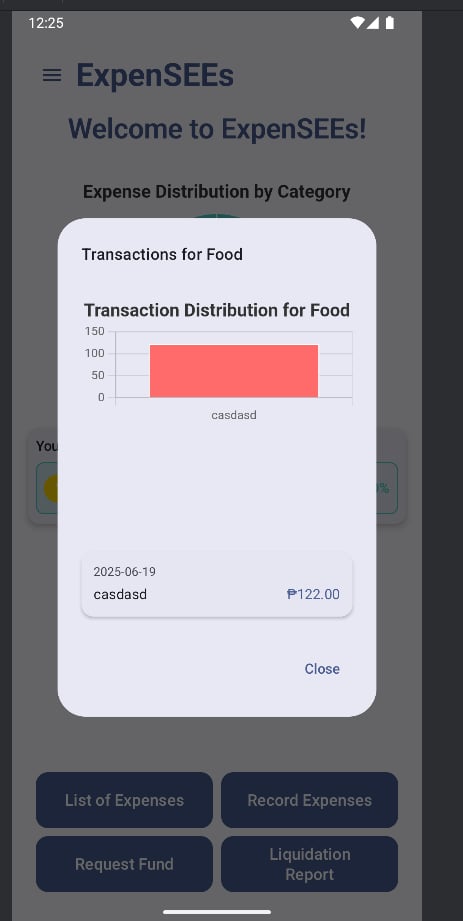 12:25
ExpenSEEs
Welcome to ExpenSEEs!
Expense Distribution by Category
Transactions for Food
Transaction Distribution for Food
150
100
50
0
casdasd
You
%
2025-06-19
casdasd ₱122.00
Close
List of Expenses Record Expenses
Request Fund Liquidation
Report